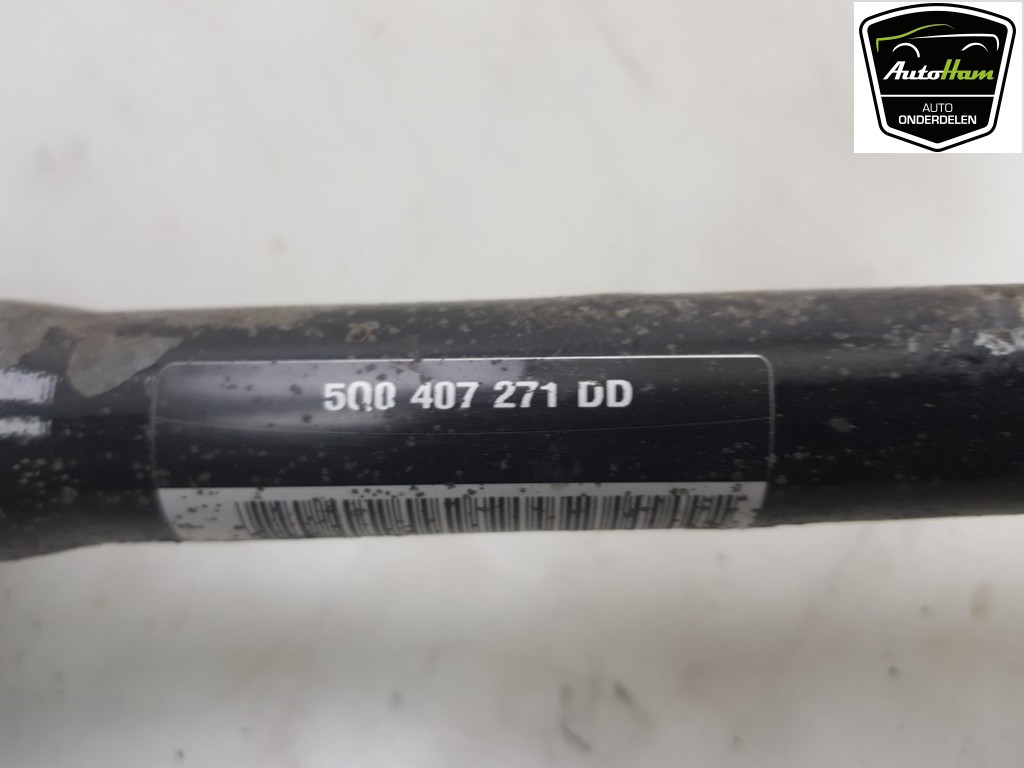 AutoHam
AUTO
ONDERDELEN
5Q0 407 271 DD